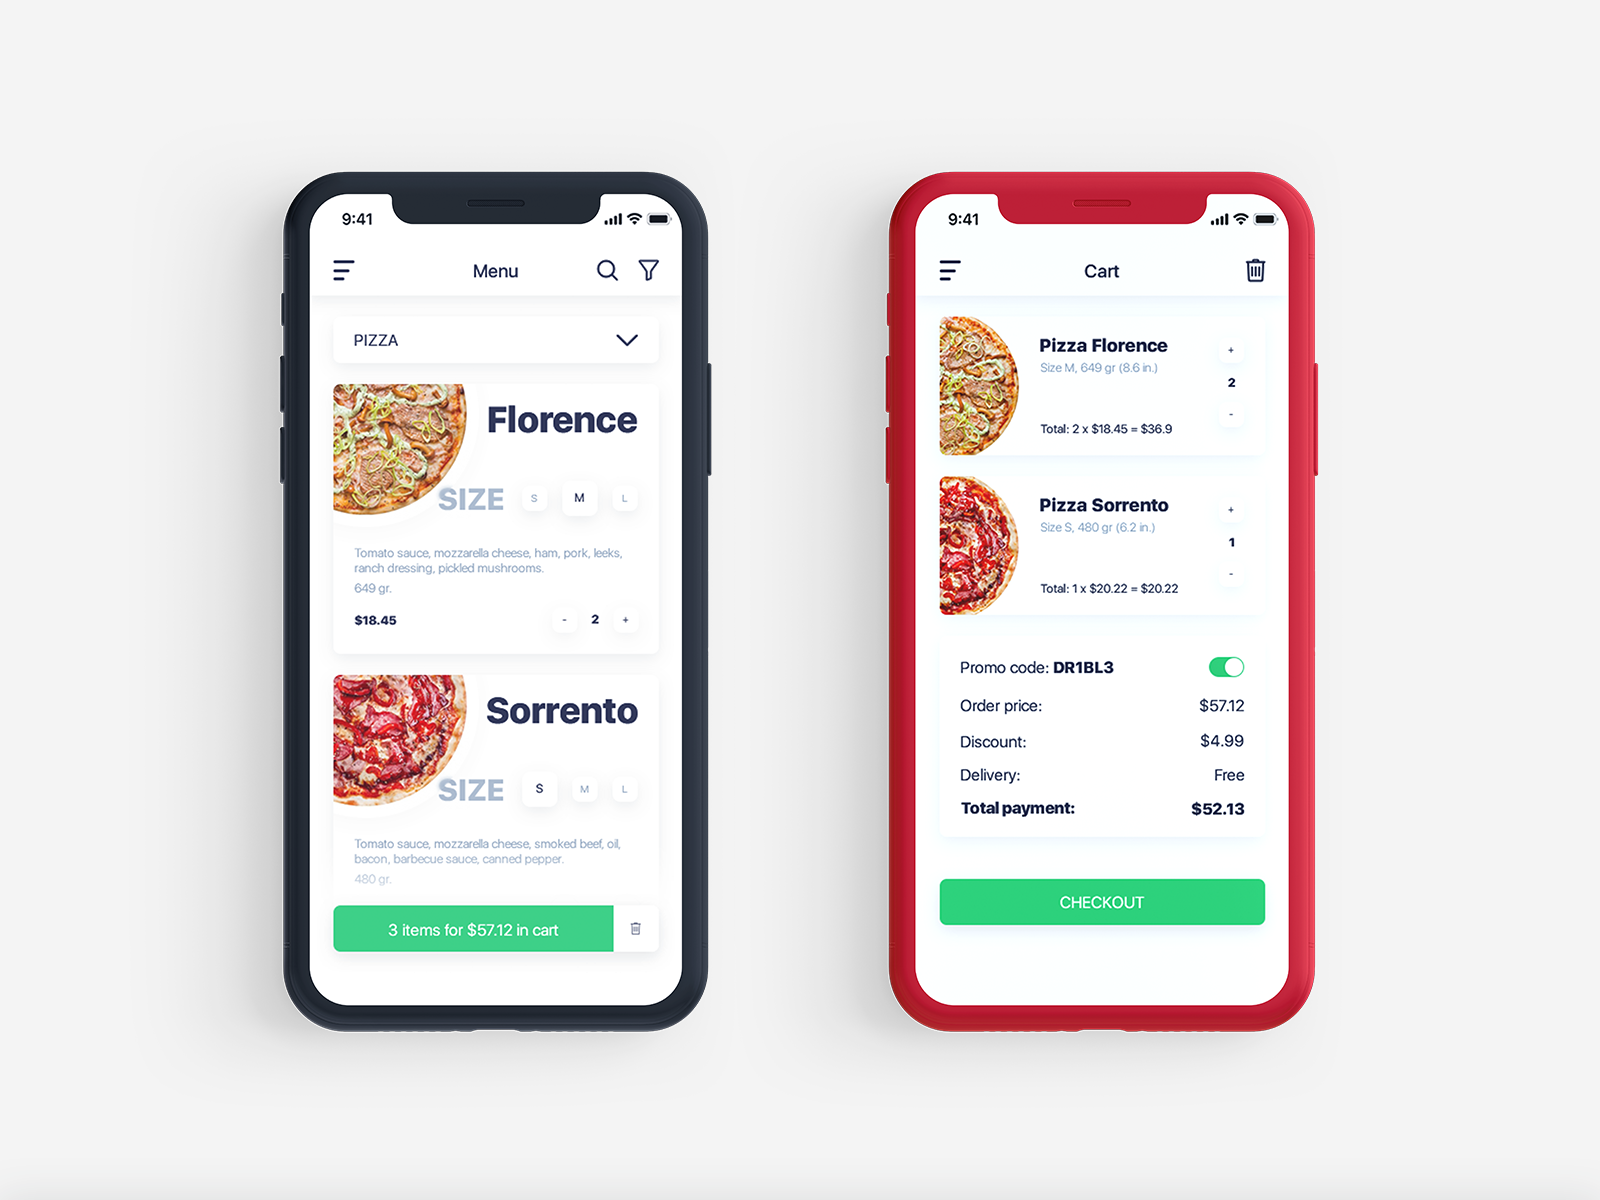 9:41
Menu
PIZZA
Florence
SIZE S M L
Tomato sauce, mozzarella cheese, ham, pork, leeks,
ranch dressing, pickled mushrooms.
649 gr.
$18.45 - 2 +
Sorrento
SIZE S M L
Tomato sauce, mozzarella cheese, smoked beef, oil,
bacon, barbecue sauce, canned pepper.
480 gr.
3 items for $57.12 in cart
9:41
Cart
Pizza Florence
Size M, 649 gr (8.6 in.)
+
2
-
Total: 2 x $18.45 = $36.9
Pizza Sorrento
Size S, 480 gr (6.2 in.)
+
1
-
Total: 1 x $20.22 = $20.22
Promo code: DR1BL3
Order price: $57.12
Discount: $4.99
Delivery: Free
Total payment: $52.13
CHECKOUT